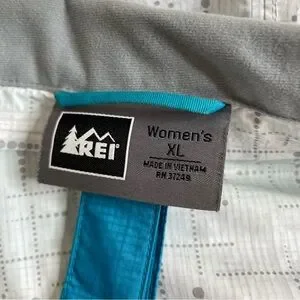 REI®
Women's
XL
MADE IN VIETNAM
RN 37249